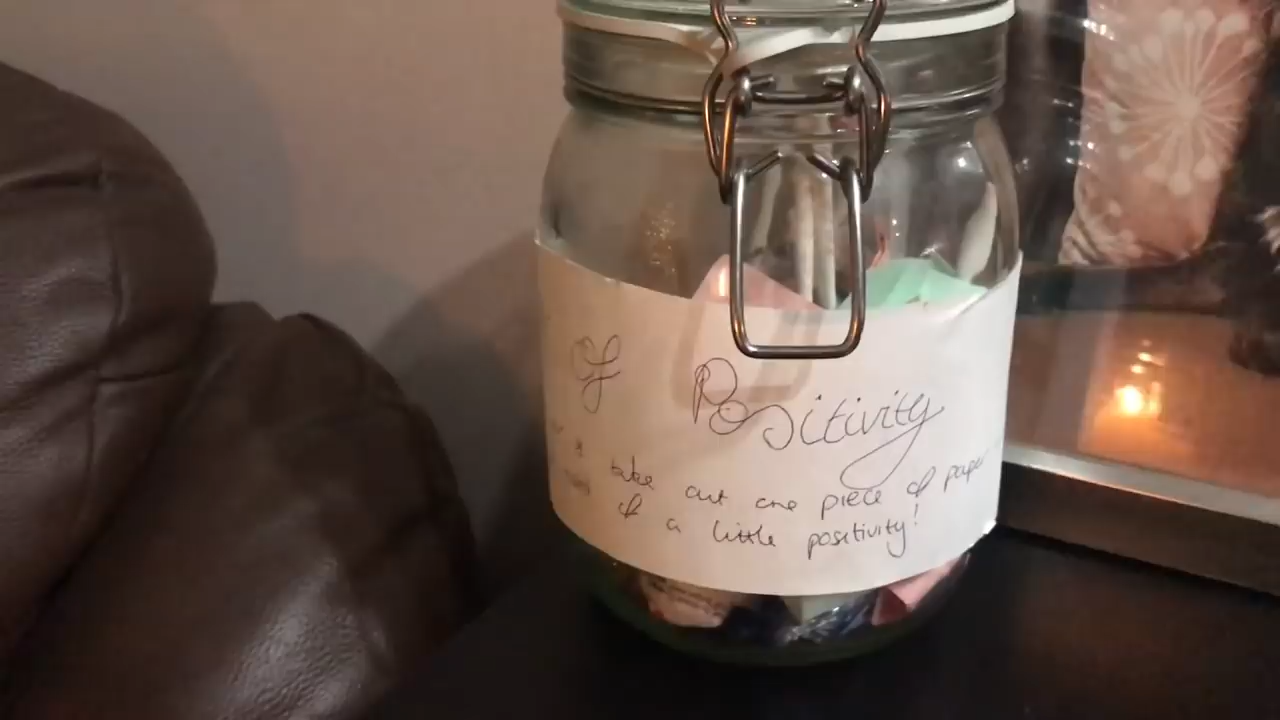 of Positivity
take out one piece of paper
of a little positivity!